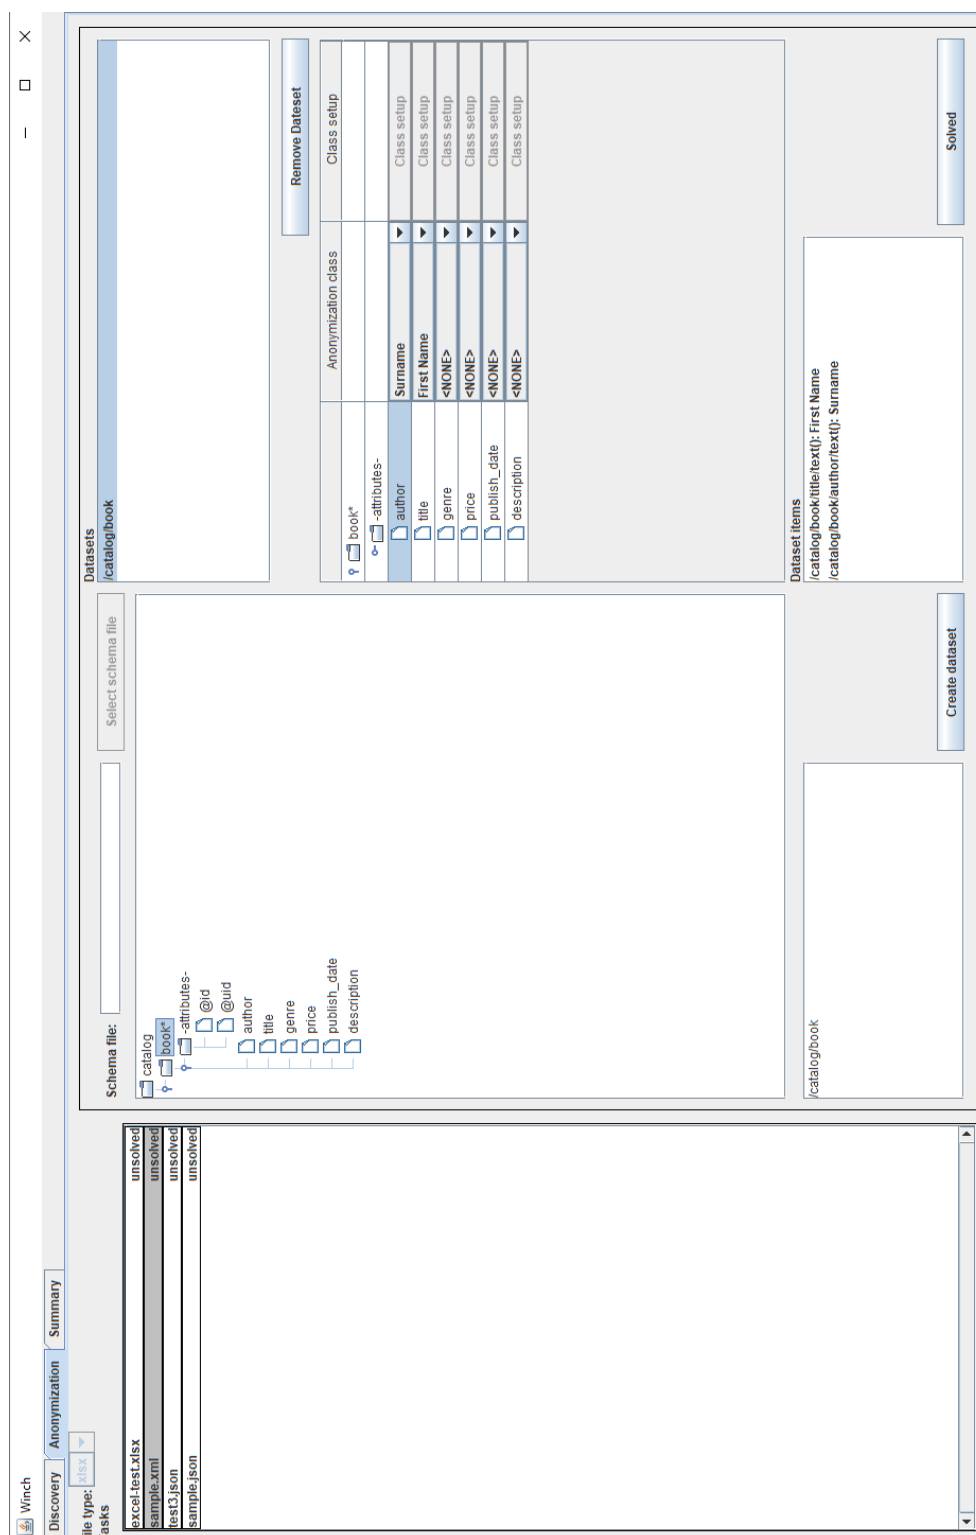 Winch
Discovery Anonymization Summary
ile type: xlsx
asks
excel-test.xlsx unsolved
sample.xml unsolved
test3.json unsolved
sample.json unsolved
Schema file: Select schema file
catalog
book*
-attributes-
@id
@uid
author
title
genre
price
publish_date
description
/catalog/book
Create dataset
Datasets
/catalog/book
Remove Dateset
Anonymization class Class setup
book*
-attributes-
author Surname Class setup
title First Name Class setup
genre <NONE> Class setup
price <NONE> Class setup
publish_date <NONE> Class setup
description <NONE> Class setup
Dataset items
/catalog/book/title/text(): First Name
/catalog/book/author/text(): Surname
Solved